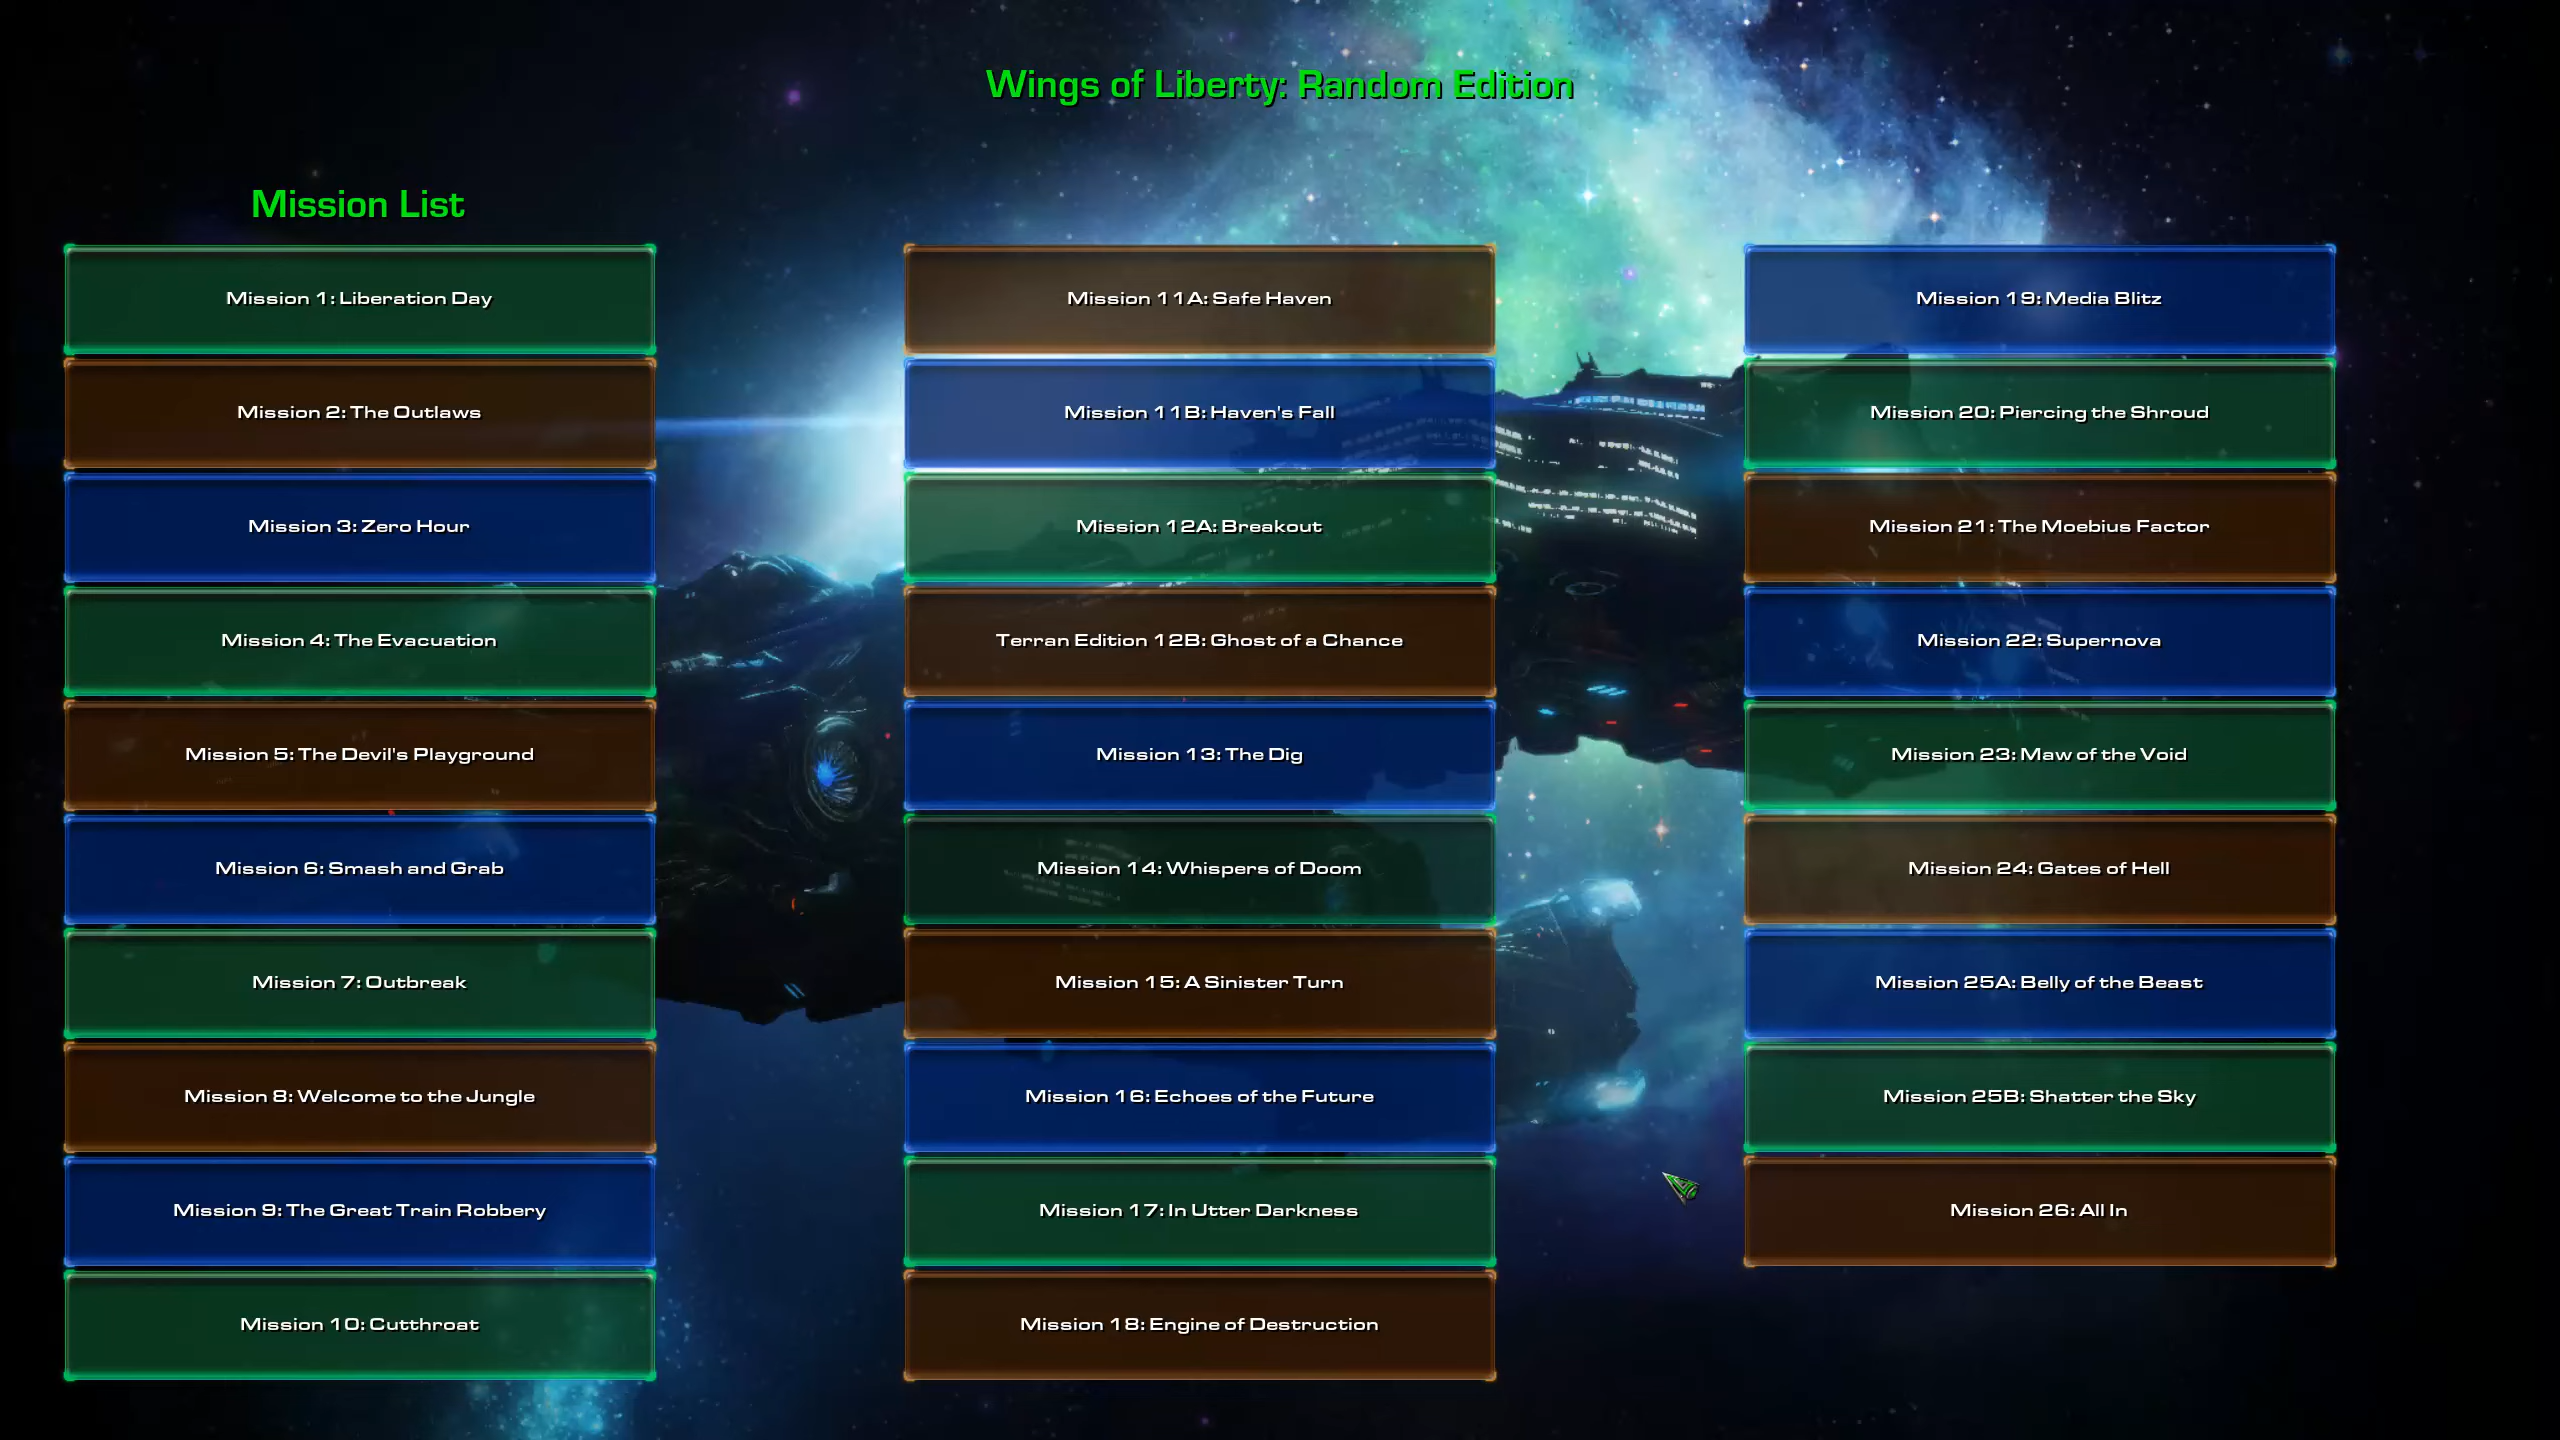 Wings of Liberty: Random Edition
Mission List
Mission 1: Liberation Day
Mission 2: The Outlaws
Mission 3: Zero Hour
Mission 4: The Evacuation
Mission 5: The Devil's Playground
Mission 6: Smash and Grab
Mission 7: Outbreak
Mission 8: Welcome to the Jungle
Mission 9: The Great Train Robbery
Mission 10: Cutthroat
Mission 11A: Safe Haven
Mission 11B: Haven's Fall
Mission 12A: Breakout
Terran Edition 12B: Ghost of a Chance
Mission 13: The Dig
Mission 14: Whispers of Doom
Mission 15: A Sinister Turn
Mission 16: Echoes of the Future
Mission 17: In Utter Darkness
Mission 18: Engine of Destruction
Mission 19: Media Blitz
Mission 20: Piercing the Shroud
Mission 21: The Moebius Factor
Mission 22: Supernova
Mission 23: Maw of the Void
Mission 24: Gates of Hell
Mission 25A: Belly of the Beast
Mission 25B: Shatter the Sky
Mission 26: All In